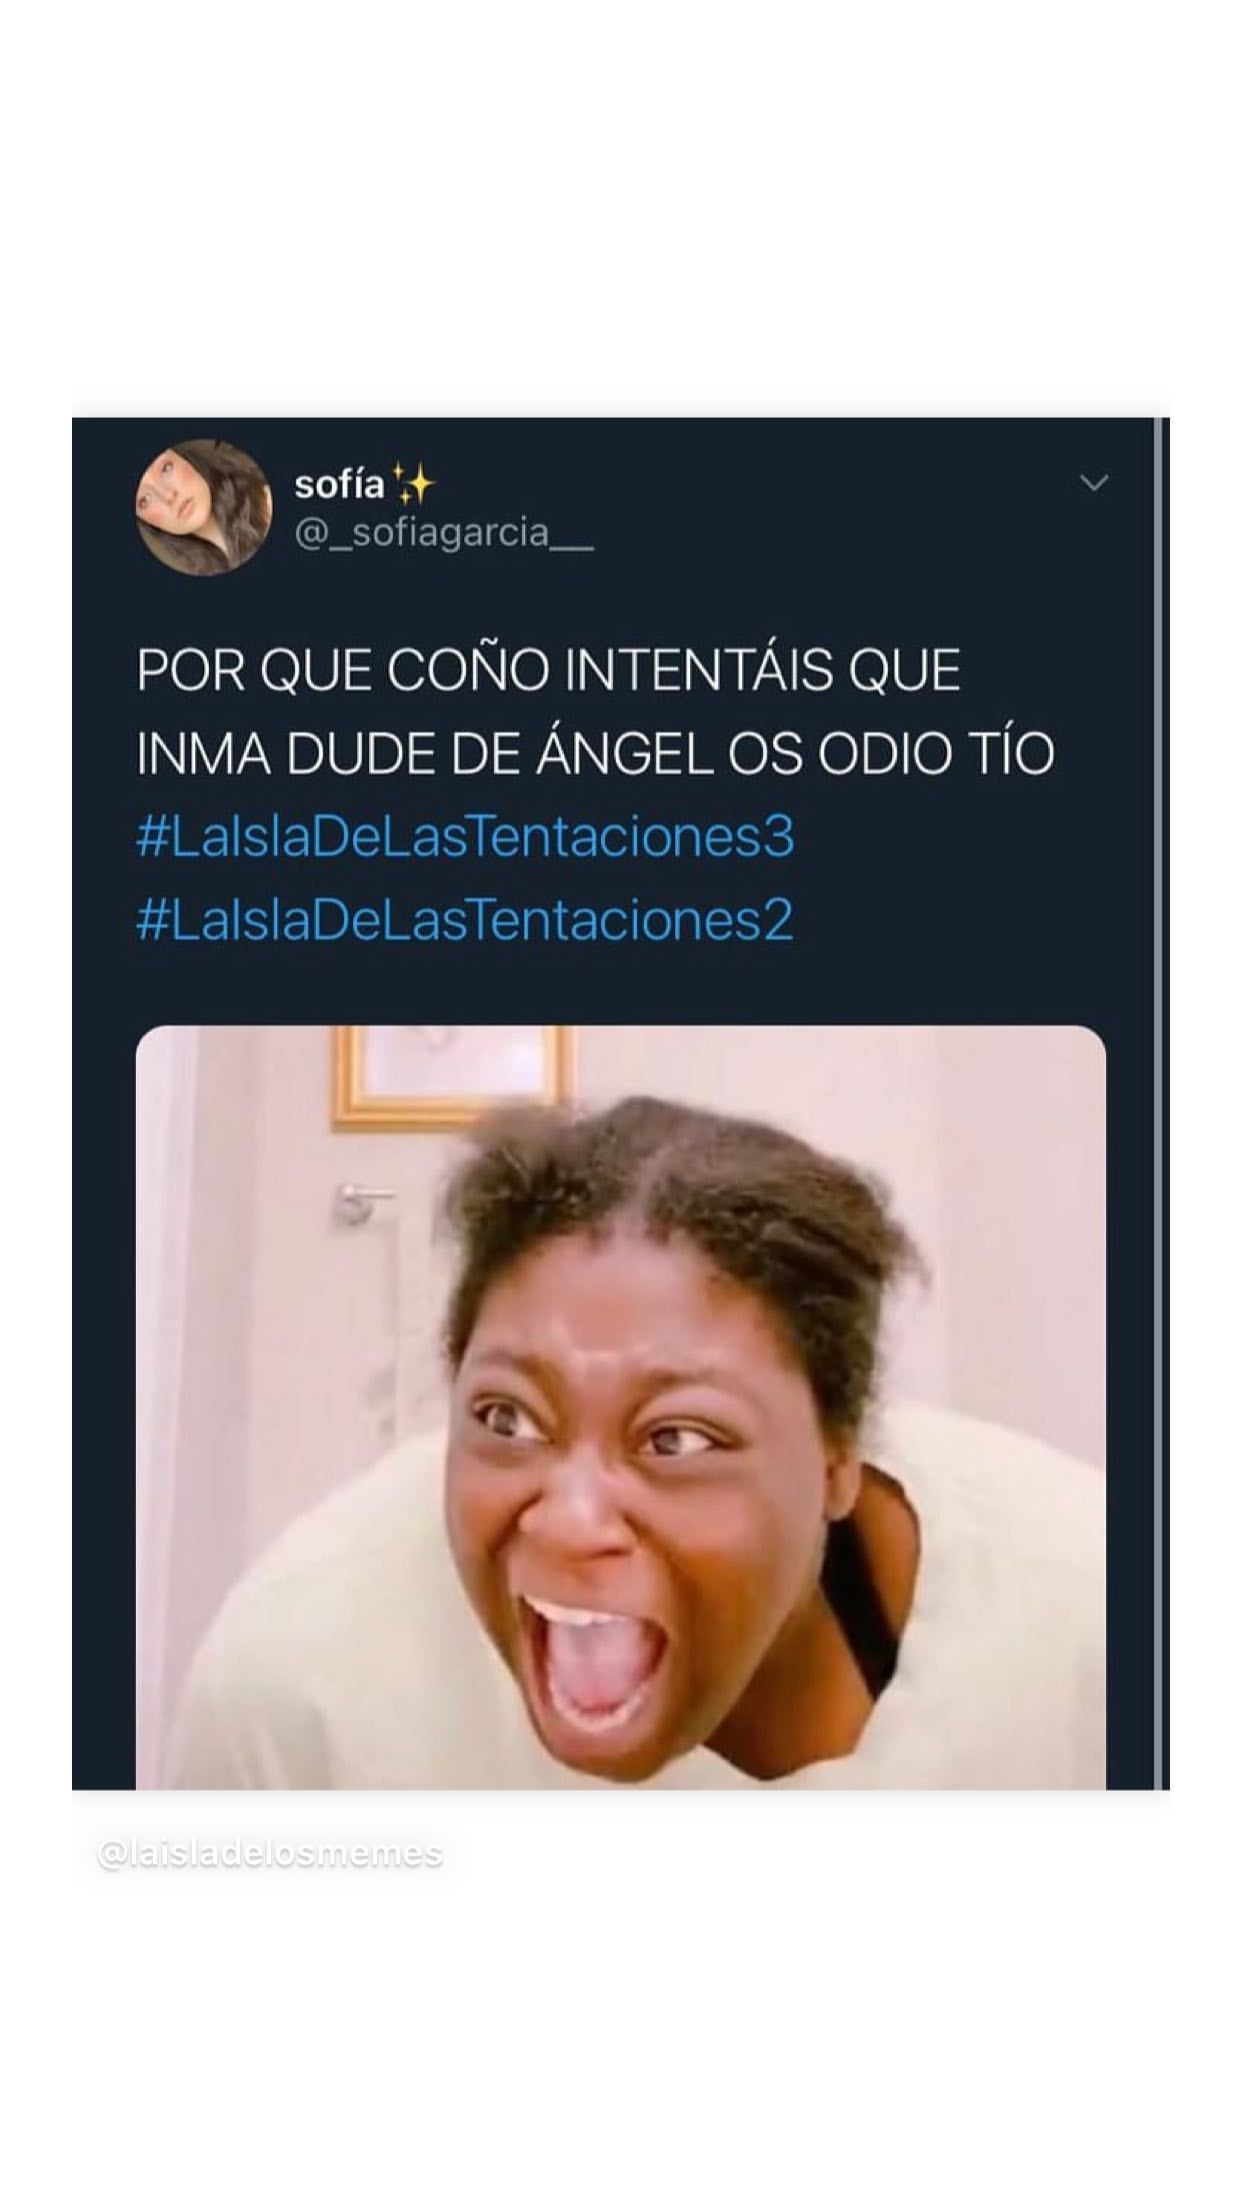 sofía✨
@_sofiagarcia__
POR QUE COÑO INTENTÁIS QUE
INMA DUDE DE ÁNGEL OS ODIO TÍO
#LaIslaDeLasTentaciones3
#LaIslaDeLasTentaciones2
@laisladelosmemes